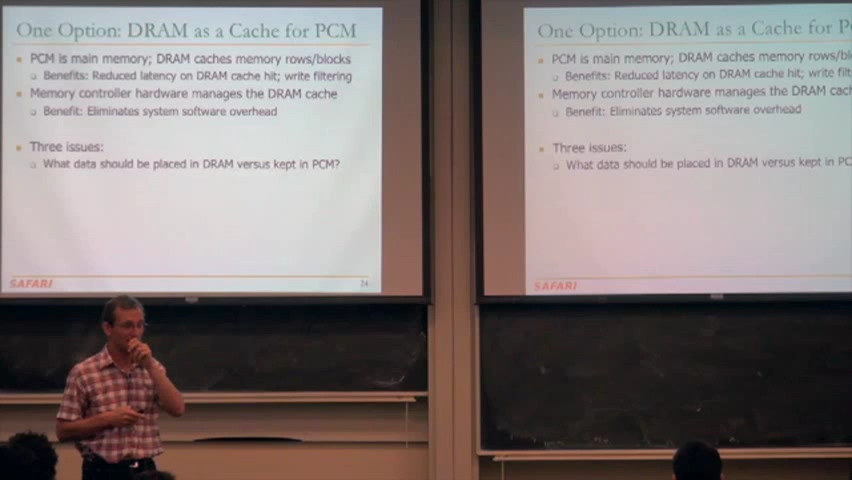 One Option: DRAM as a Cache for PCM
PCM is main memory; DRAM caches memory rows/blocks
Benefits: Reduced latency on DRAM cache hit; write filtering
Memory controller hardware manages the DRAM cache
Benefit: Eliminates system software overhead
Three issues:
What data should be placed in DRAM versus kept in PCM?
SAFARI
24
One Option: DRAM as a Cache for P
PCM is main memory; DRAM caches memory rows/bl
Benefits: Reduced latency on DRAM cache hit; write filt
Memory controller hardware manages the DRAM cach
Benefit: Eliminates system software overhead
Three issues:
What data should be placed in DRAM versus kept in PC
SAFARI